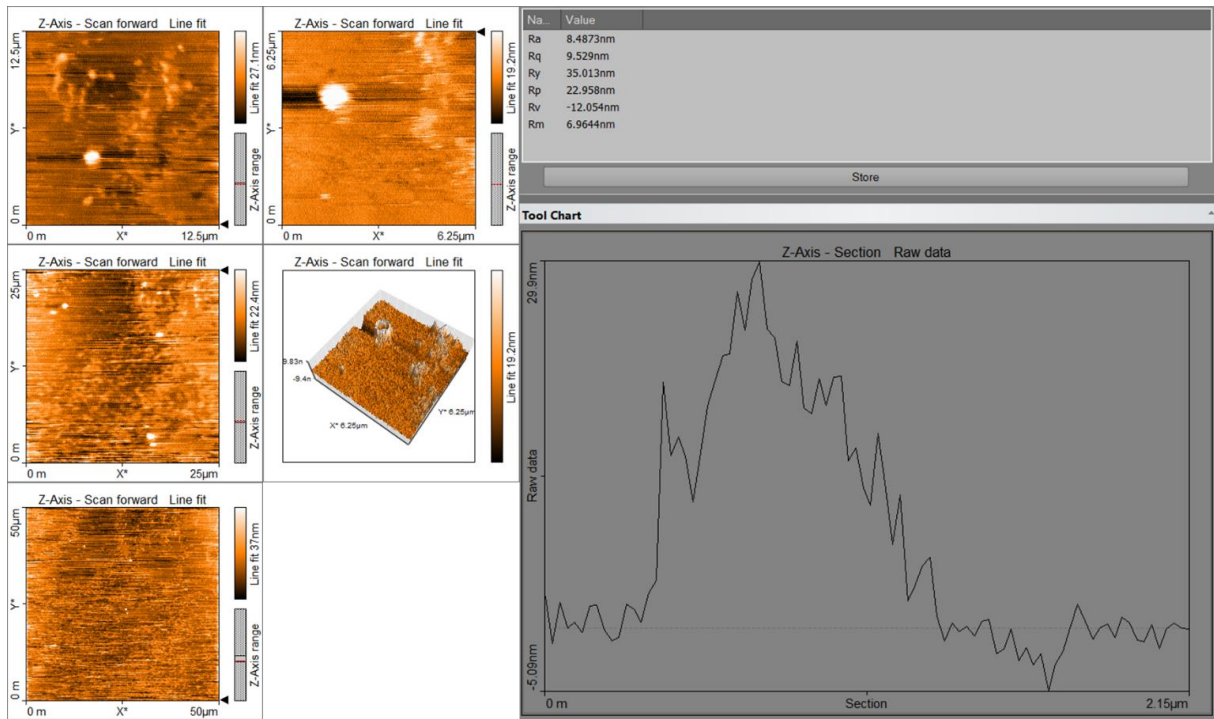 Z-Axis - Scan forward Line fit
12.5µm
Y*
0 m
0 m X* 12.5µm
Line fit 27.1nm
Z-Axis range
Z-Axis - Scan forward Line fit
6.25µm
Y*
0 m
0 m X* 6.25µm
Line fit 19.2nm
Z-Axis range
Z-Axis - Scan forward Line fit
25µm
Y*
0 m
0 m X* 25µm
Line fit 22.4nm
Z-Axis range
Z-Axis - Scan forward Line fit
9.83n
-9.4n
X* 6.25µm
Y* 6.25µm
Line fit 19.2nm
Z-Axis - Scan forward Line fit
50µm
Y*
0 m
0 m X* 50µm
Line fit 37nm
Z-Axis range
Na... Value
Ra 8.4873nm
Rq 9.529nm
Ry 35.013nm
Rp 22.958nm
Rv -12.054nm
Rm 6.9644nm
Store
Tool Chart
Z-Axis - Section Raw data
29.9nm
Raw data
-5.09nm
0 m Section 2.15µm